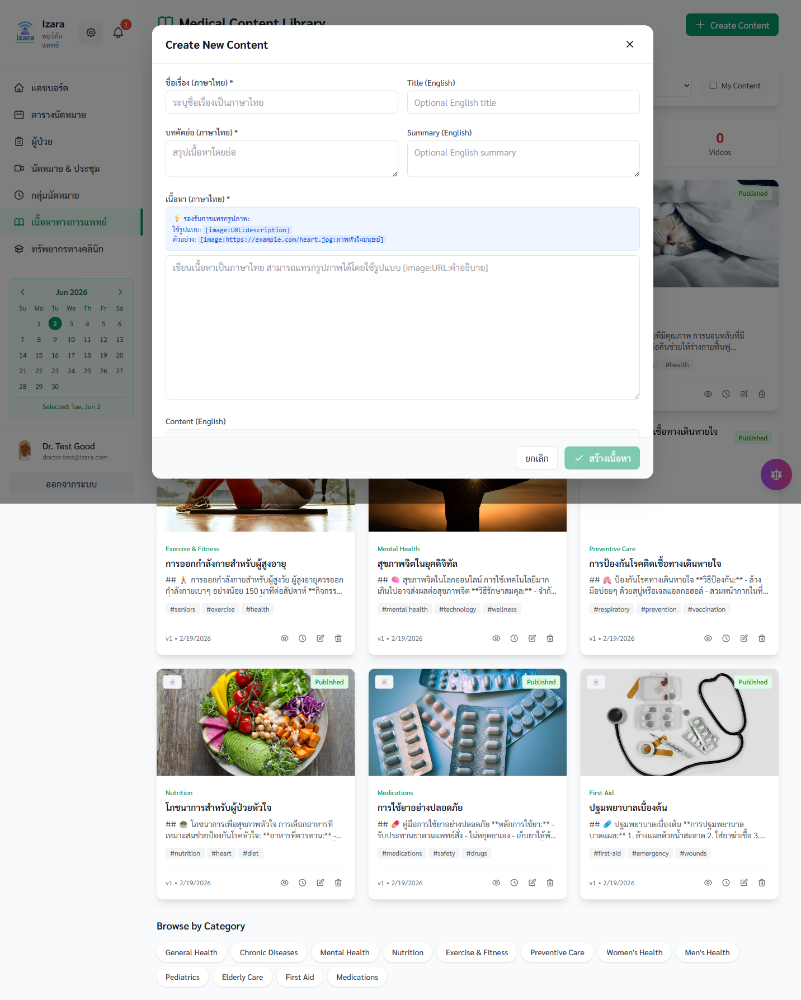 izara
Izara
พอร์ทัล
แพทย์
1
Medical Content Library
Create Content
แดชบอร์ด
ตารางนัดหมาย
ผู้ป่วย
นัดหมาย & ประชุม
กลุ่มนัดหมาย
เนื้อหาทางการแพทย์
ทรัพยากรทางคลินิก
Jun 2026
Su Mo Tu We Th Fr Sa
1 2 3 4 5 6
7 8 9 10 11 12 13
14 15 16 17 18 19 20
21 22 23 24 25 26 27
28 29 30
Selected: Tue, Jun 2
Dr. Test Good
doctor.test@izara.com
ออกจากระบบ
My Content
0
Videos
Published
บที่มีคุณภาพ การนอนหลับที่มี
่อคืนช่วยให้ร่างกายฟื้นฟู...
#health
Create New Content
ชื่อเรื่อง (ภาษาไทย) *
ระบุชื่อเรื่องเป็นภาษาไทย
Title (English)
Optional English title
บทคัดย่อ (ภาษาไทย) *
สรุปเนื้อหาโดยย่อ
Summary (English)
Optional English summary
เนื้อหา (ภาษาไทย) *
💡 รองรับการแทรกรูปภาพ:
ใช้รูปแบบ: [image:URL:description]
ตัวอย่าง: [image:https://example.com/heart.jpg:ภาพหัวใจมนุษย์]
เขียนเนื้อหาเป็นภาษาไทย สามารถแทรกรูปภาพได้โดยใช้รูปแบบ [image:URL:คำอธิบาย]
Content (English)
ยกเลิก
สร้างเนื้อหา
เชื้อทางเดินหายใจ
Published
Exercise & Fitness
การออกกำลังกายสำหรับผู้สูงอายุ
## 🏃 การออกกำลังกายสำหรับผู้สูงวัย ผู้สูงอายุควรออก
กำลังกายเบาๆ อย่างน้อย 150 นาทีต่อสัปดาห์ **กิจกรร...
#seniors #exercise #health
v1 • 2/19/2026
Mental Health
สุขภาพจิตในยุคดิจิทัล
## 🧠 สุขภาพจิตในโลกออนไลน์ การใช้เทคโนโลยีมาก
เกินไปอาจส่งผลต่อสุขภาพจิต **วิธีรักษาสมดุล:** - จำกั...
#mental health #technology #wellness
v1 • 2/19/2026
Preventive Care
การป้องกันโรคติดเชื้อทางเดินหายใจ
## 🫁 ป้องกันโรคทางเดินหายใจ **วิธีป้องกัน:** - ล้าง
มือบ่อยๆ ด้วยสบู่หรือเจลแอลกอฮอล์ - สวมหน้ากากในที่...
#respiratory #prevention #vaccination
v1 • 2/19/2026
Published
Nutrition
โภชนาการสำหรับผู้ป่วยหัวใจ
## 🥗 โภชนาการเพื่อสุขภาพหัวใจ การเลือกอาหารที่
เหมาะสมช่วยป้องกันโรคหัวใจ: **อาหารที่ควรทาน:** -...
#nutrition #heart #diet
v1 • 2/19/2026
Published
Medications
การใช้ยาอย่างปลอดภัย
## 💊 คู่มือการใช้ยาอย่างปลอดภัย **หลักการใช้ยา:** -
รับประทานยาตามแพทย์สั่ง - ไม่หยุดยาเอง - เก็บยาให้พ้...
#medications #safety #drugs
v1 • 2/19/2026
Published
First Aid
ปฐมพยาบาลเบื้องต้น
## 🩹 ปฐมพยาบาลเบื้องต้น **การปฐมพยาบาล
บาดแผล:** 1. ล้างแผลด้วยน้ำสะอาด 2. ใส่ยาฆ่าเชื้อ 3....
#first-aid #emergency #wounds
v1 • 2/19/2026
Browse by Category
General Health
Chronic Diseases
Mental Health
Nutrition
Exercise & Fitness
Preventive Care
Women's Health
Men's Health
Pediatrics
Elderly Care
First Aid
Medications